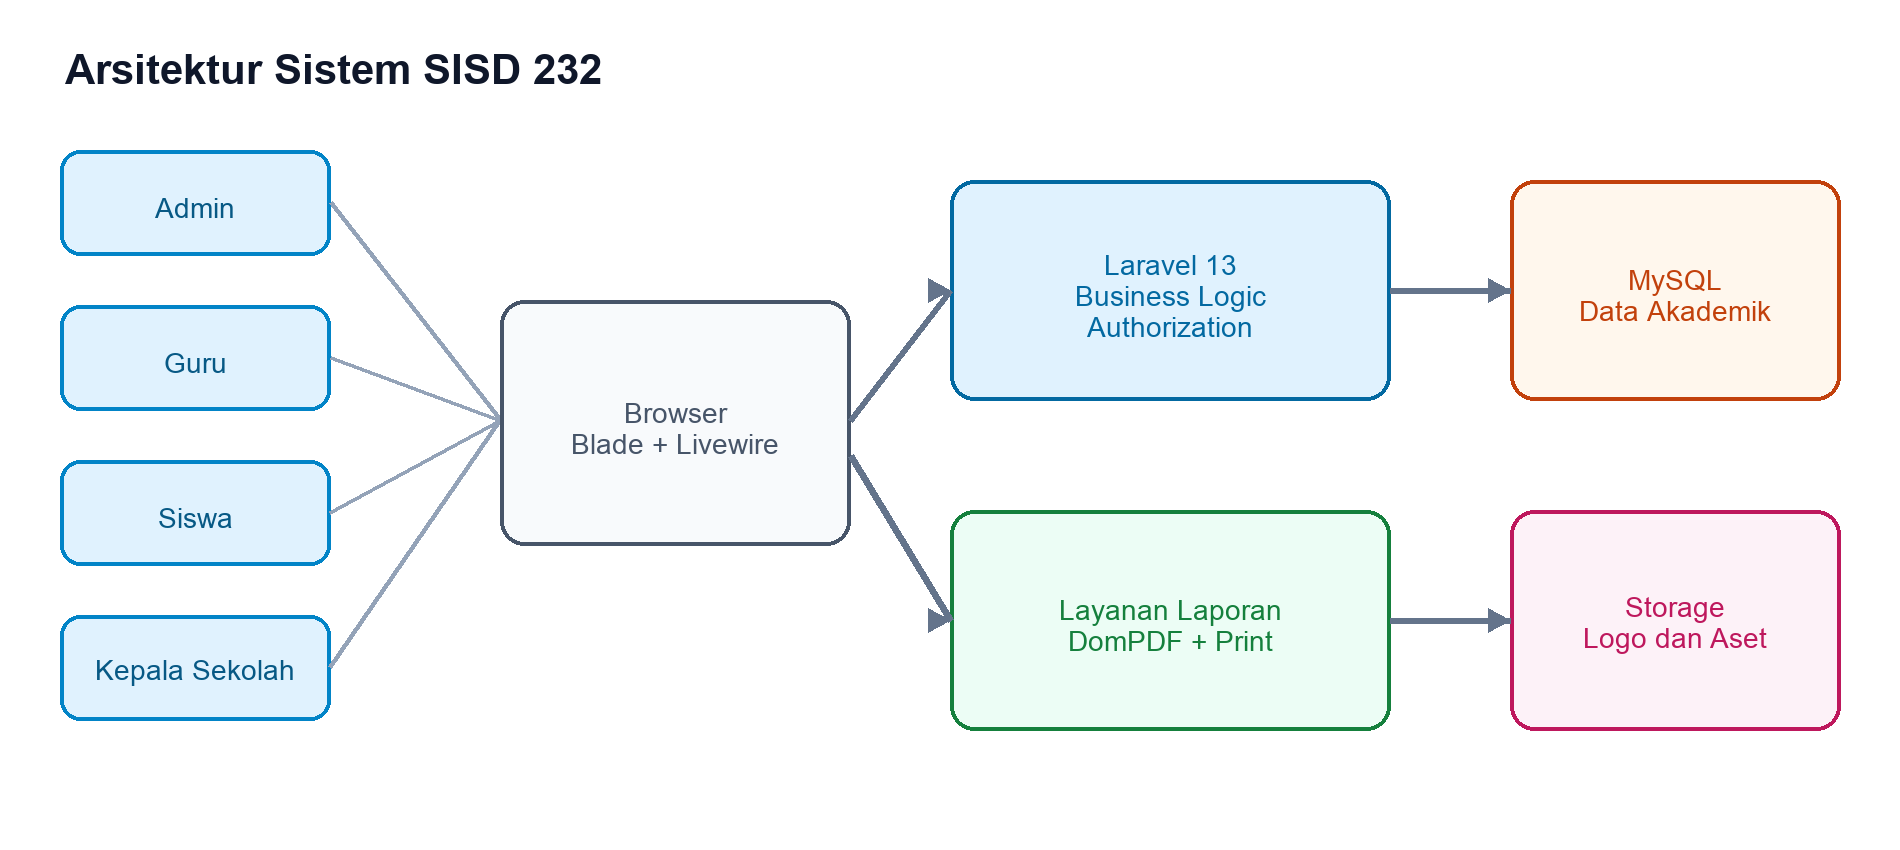 Arsitektur Sistem SISD 232
Admin
Guru
Siswa
Kepala Sekolah
Browser
Blade + Livewire
Laravel 13
Business Logic
Authorization
MySQL
Data Akademik
Layanan Laporan
DomPDF + Print
Storage
Logo dan Aset